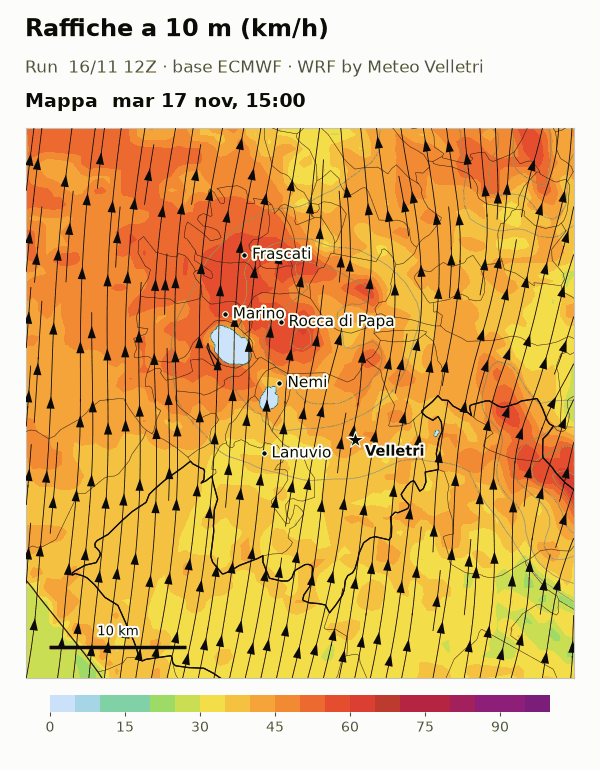 Raffiche a 10 m (km/h)
Run  16/11 12Z · base ECMWF · WRF by Meteo Velletri
Mappa  mar 17 nov, 15:00
Frascati
Marino
Rocca di Papa
Nemi
Velletri
Lanuvio
10 km
0 15 30 45 60 75 90